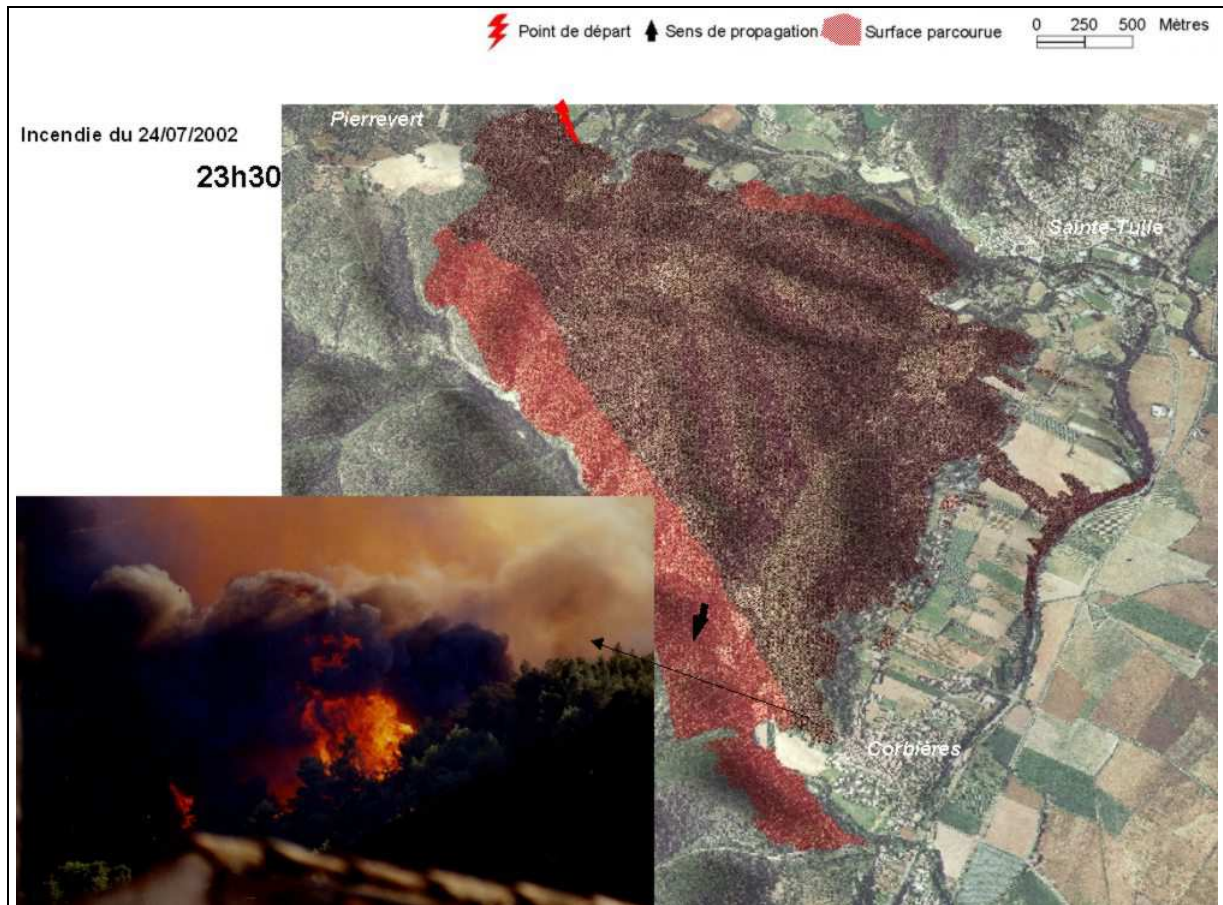 Point de départ Sens de propagation Surface parcourue 0 250 500 Mètres
Pierrevert
Incendie du 24/07/2002
23h30
Sainte-Tulle
Corbières